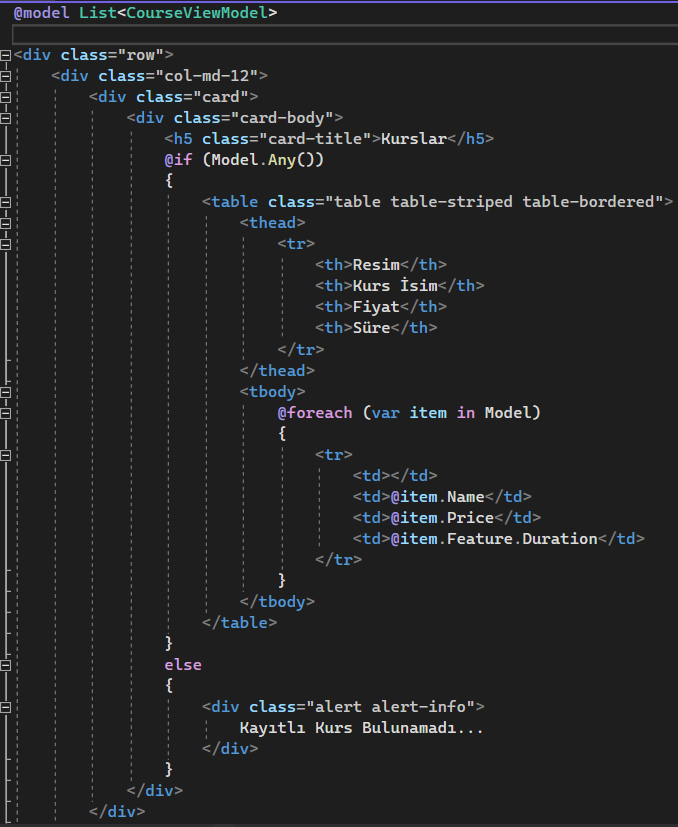 @model List<CourseViewModel>
<div class="row">
<div class="col-md-12">
<div class="card">
<div class="card-body">
<h5 class="card-title">Kurslar</h5>
@if (Model.Any())
{
<table class="table table-striped table-bordered">
<thead>
<tr>
<th>Resim</th>
<th>Kurs İsim</th>
<th>Fiyat</th>
<th>Süre</th>
</tr>
</thead>
<tbody>
@foreach (var item in Model)
{
<tr>
<td></td>
<td>@item.Name</td>
<td>@item.Price</td>
<td>@item.Feature.Duration</td>
</tr>
}
</tbody>
</table>
}
else
{
<div class="alert alert-info">
Kayıtlı Kurs Bulunamadı...
</div>
}
</div>
</div>